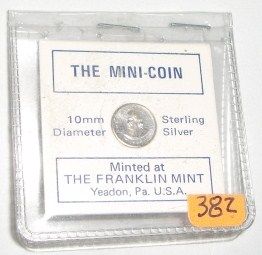 THE MINI-COIN
10mm Sterling
Diameter Silver
Minted at
THE FRANKLIN MINT
Yeadon, Pa. U.S.A.
382